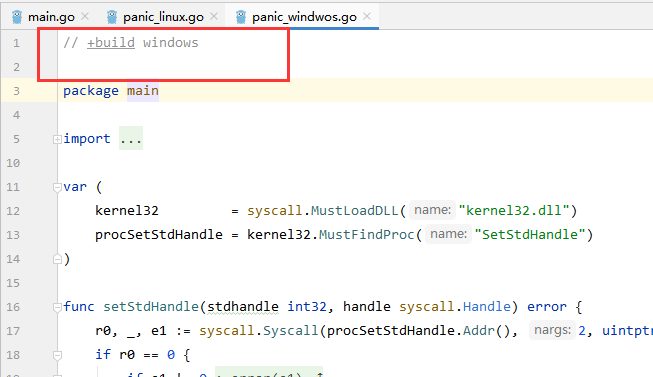 main.go panic_linux.go panic_windwos.go
1 // +build windows
2
3 package main
4
5 import ...
10
11 var (
12 kernel32 = syscall.MustLoadDLL( name: "kernel32.dll")
13 procSetStdHandle = kernel32.MustFindProc( name: "SetStdHandle")
14 )
15
16 func setStdHandle(stdhandle int32, handle syscall.Handle) error {
17 r0, _, e1 := syscall.Syscall(procSetStdHandle.Addr(), nargs: 2, uintptr
18 if r0 == 0 {